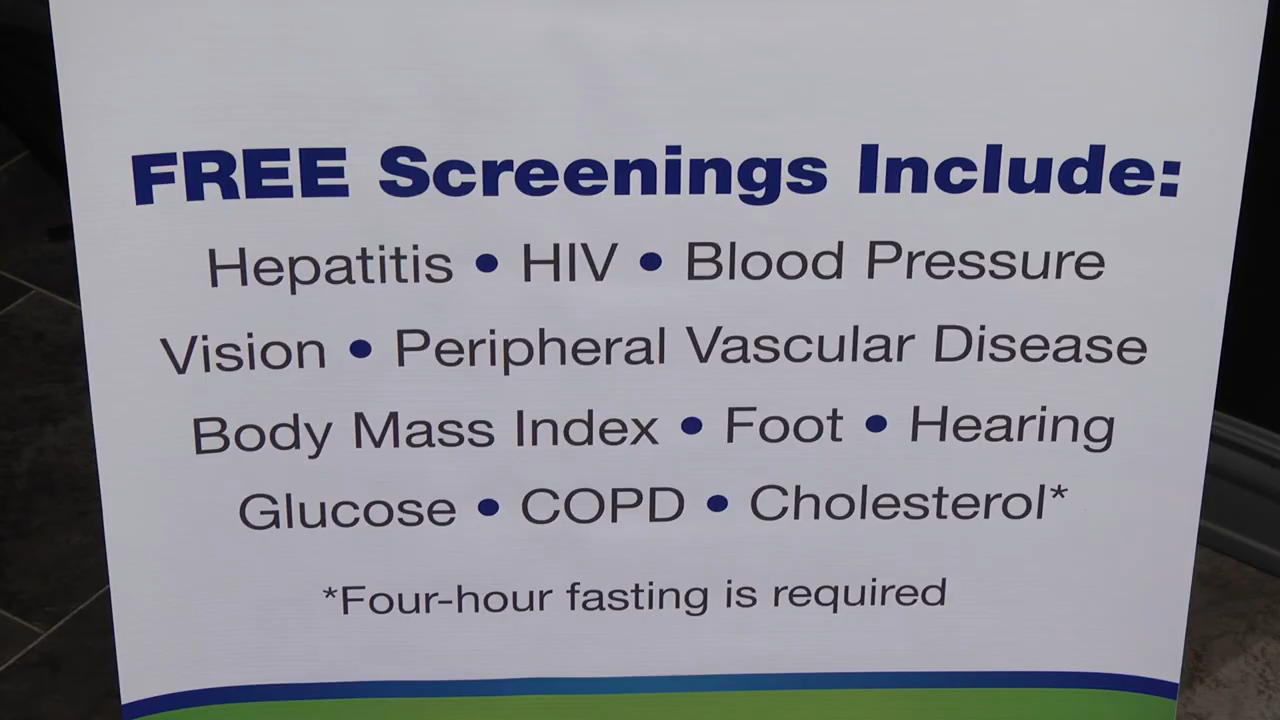 FREE Screenings Include:
Hepatitis • HIV • Blood Pressure
Vision • Peripheral Vascular Disease
Body Mass Index • Foot • Hearing
Glucose • COPD • Cholesterol*
*Four-hour fasting is required